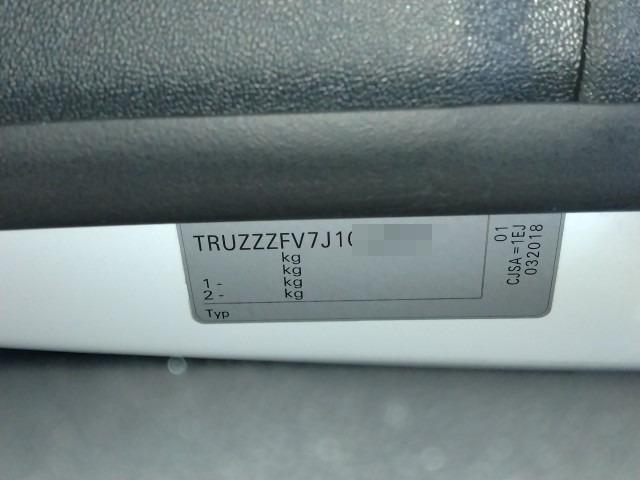 TRUZZZFV7J1
kg
kg
1 - kg
2 - kg
Typ
01
CJSA =1EJ
032018